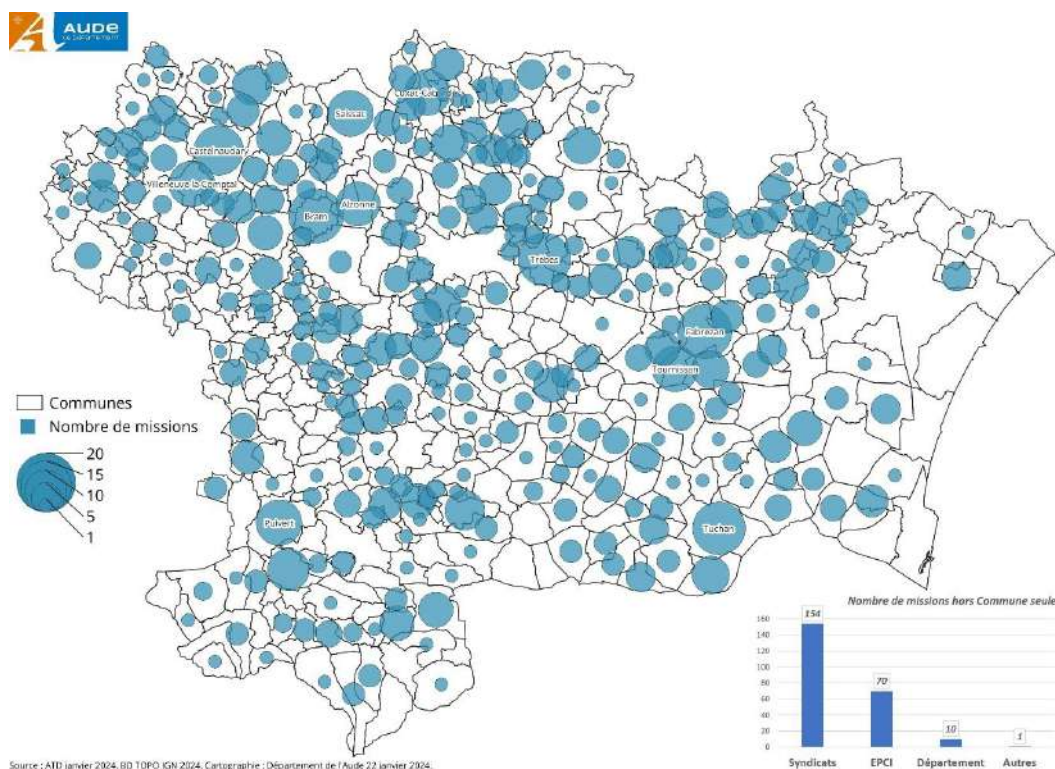 AUDE
LE DÉPARTEMENT
Saissac
Castelnaudary
Villeneuve la Comptal
Bram
Alzonne
Trèbes
Fabrezan
Tournissan
Communes
Nombre de missions
20
15
10
5
1
Puivert
Tuchan
Nombre de missions hors Commune seule
160
140
120
100
80
60
40
20
0
154
70
10
1
Syndicats
EPCI
Département
Autres
Source : ATD janvier 2024, BD TOPO IGN 2024, Cartographie : Département de l'Aude 22 janvier 2024.